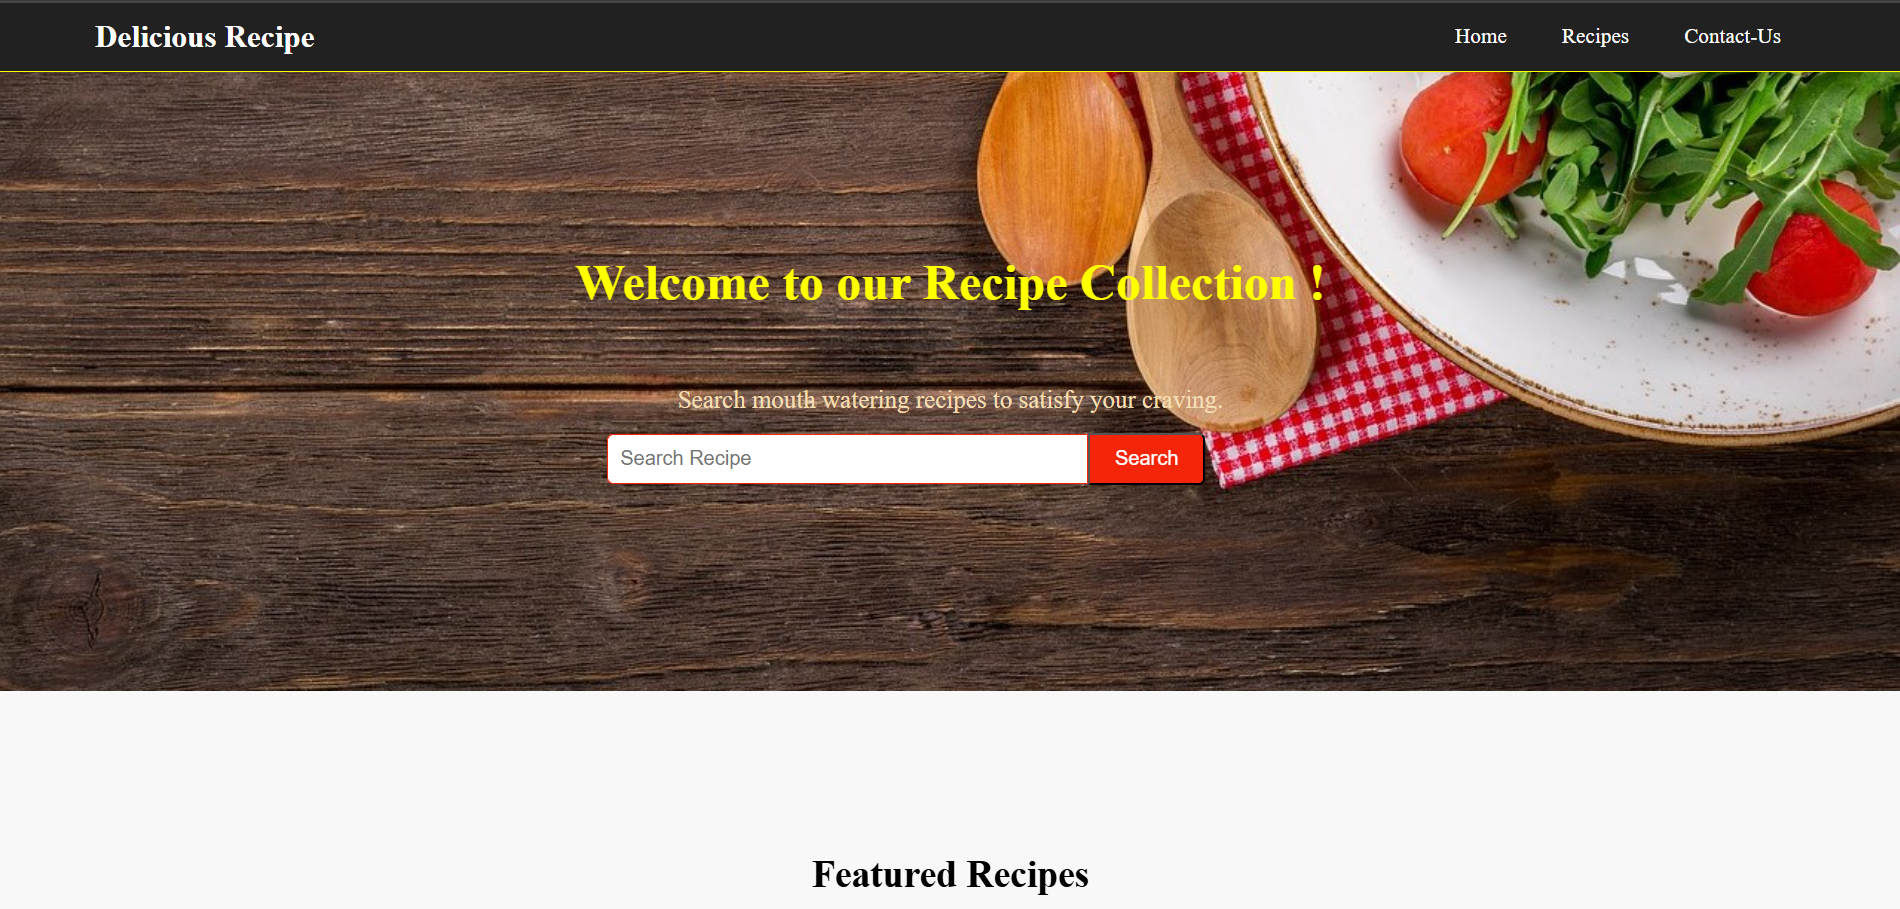 Delicious Recipe
Home Recipes Contact-Us
Welcome to our Recipe Collection !
Search mouth watering recipes to satisfy your craving.
Search Recipe Search
Featured Recipes